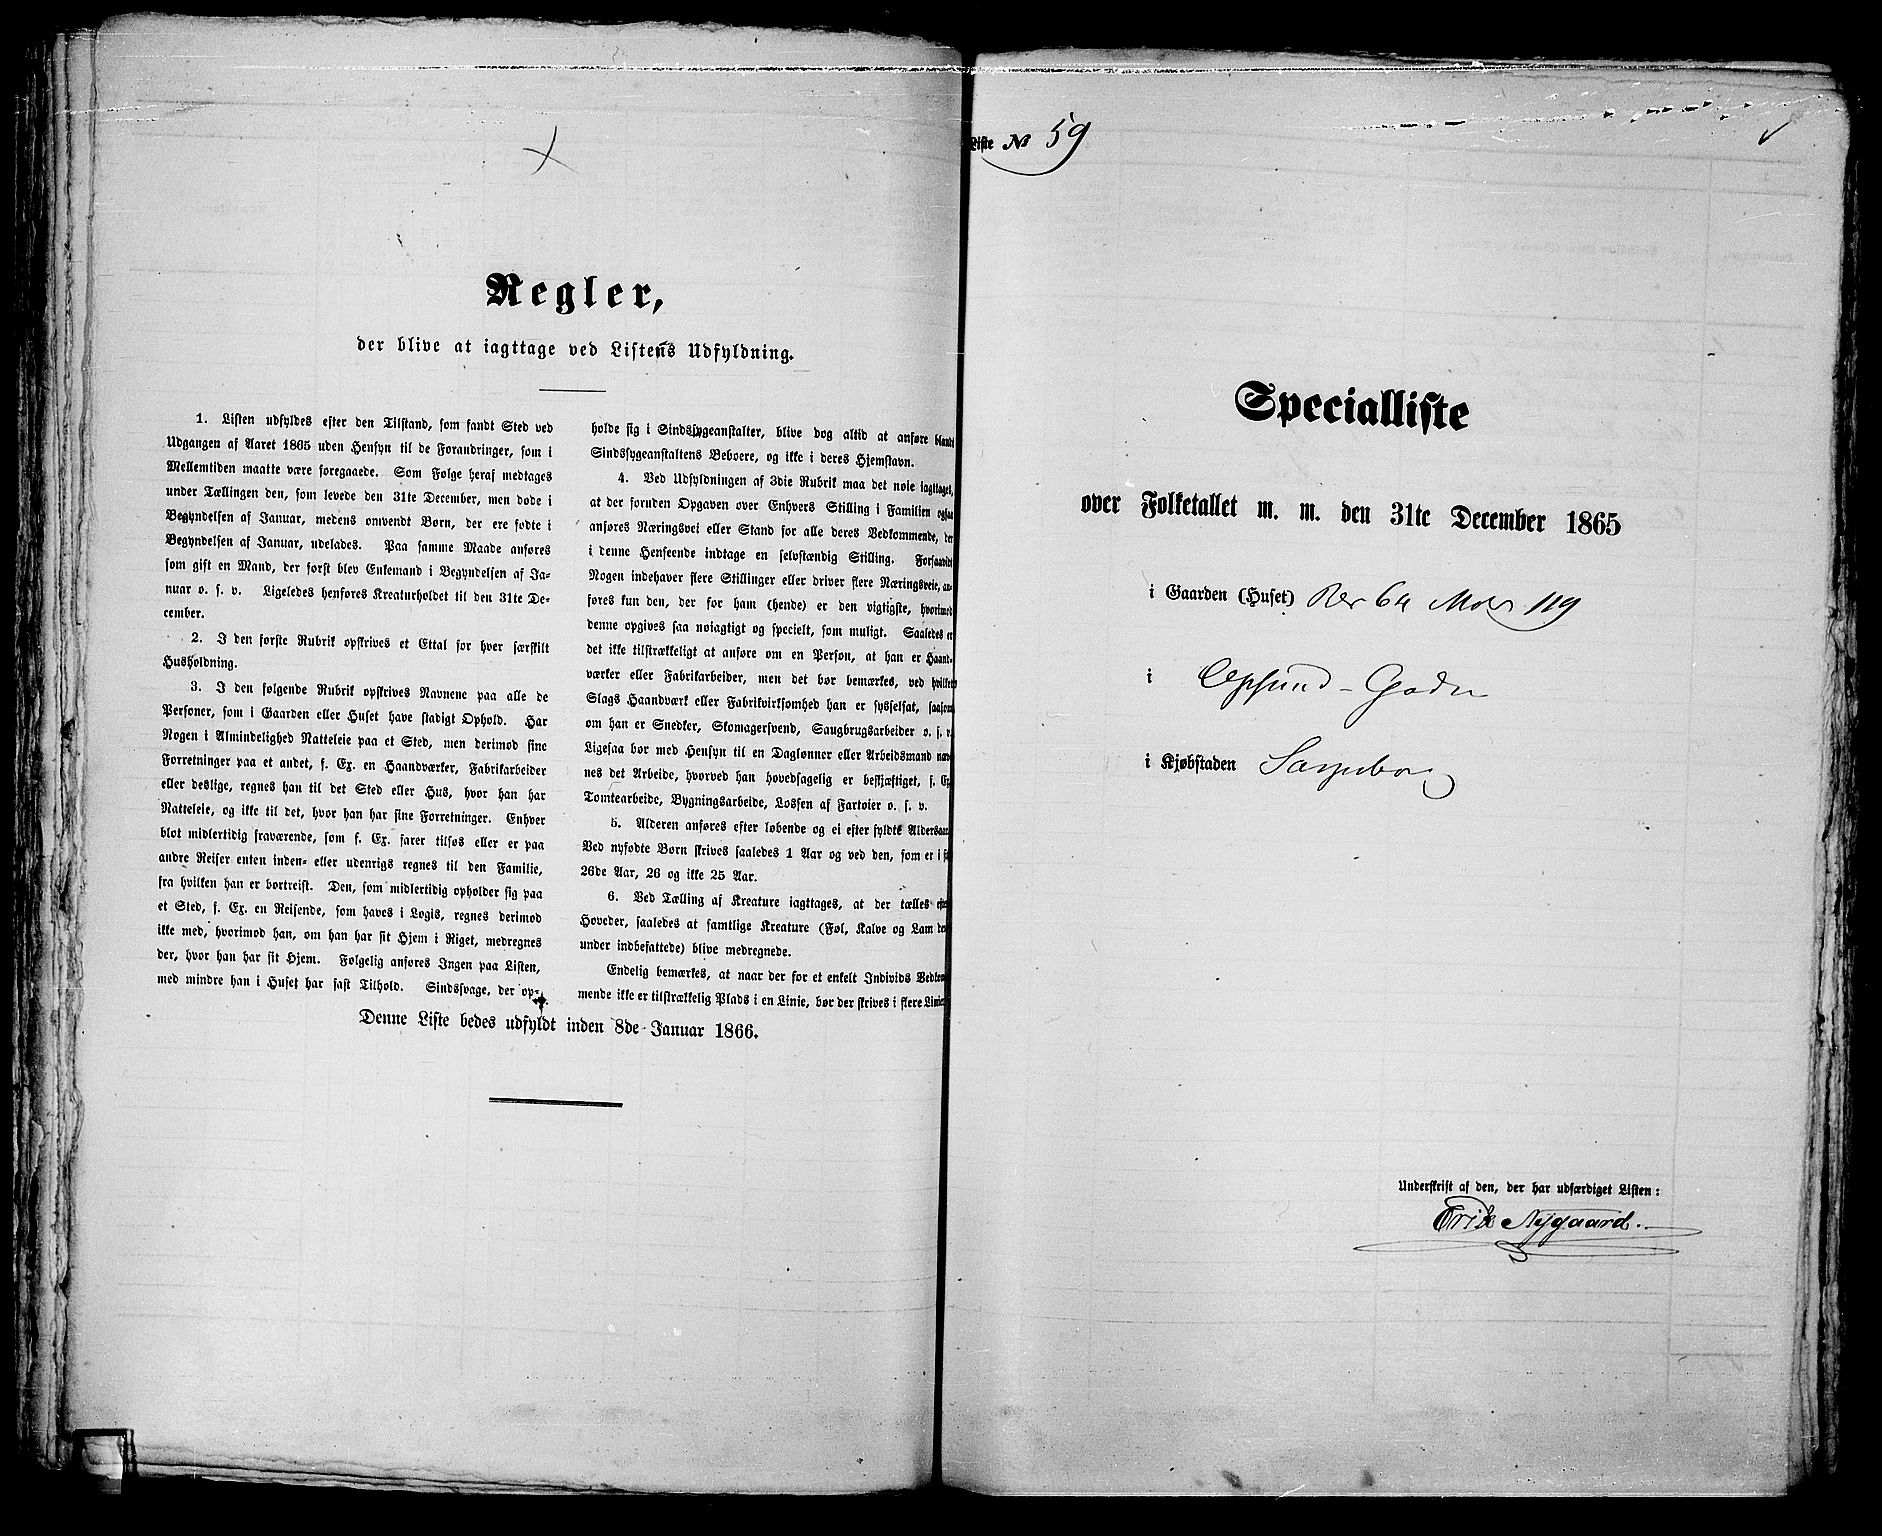 Regler,
der blive at iagttage ved Listens Udfyldning.
1. Listen udfyldes efter den Tilstand, som fandt Sted ved
Udgangen af Aaret 1865 uden Hensyn til de Forandringer, som i
Mellemtiden maatte være foregaaede. Som Følge heraf medtages
under Tællingen den, som levede den 31te December, men døde i
Begyndelsen af Januar, medens omvendt Børn, der ere fødte i
Begyndelsen af Januar, udelades. Paa samme Maade anføres
som gift en Mand, der først blev Enkemand i Begyndelsen af Ja-
nuar o. s. v. Ligeledes henføres Kreaturholdet til den 31te De-
cember.
2. I den første Rubrik opskrives et Ettal for hver særskilt
Husholdning.
3. I den følgende Rubrik opskrives Navnene paa alle de
Personer, som i Gaarden eller Huset have stadigt Ophold. Har
Nogen i Almindelighed Natteleie paa et Sted, men derimod sine
Forretninger paa et andet, f. Ex. en Haandværker, Fabrikarbeider
eller deslige, regnes han til det Sted eller Hus, hvor han har
Natteleie, og ikke til det, hvor han har sine Forretninger. Enhver
blot midlertidig fraværende, som f. Ex. farer tilsøs eller er paa
andre Reiser enten inden- eller udenrigs regnes til den Familie,
fra hvilken han er bortreist. Den, som midlertidig opholder sig paa
et Sted, f. Ex. en Reisende, som haves i Logis, regnes derimod
ikke med, hvorimod han, om han har sit Hjem i Riget, medregnes
der, hvor han har sit Hjem. Følgelig anføres Ingen paa Listen,
med mindre han i Huset har fast Tilhold. Sindssvage, der op-
holde sig i Sindssygeanstalter, blive dog altid at anføre blandt
Sindssygeanstaltens Beboere, og ikke i deres Hjemstavn.
4. Ved Udfyldningen af 3die Rubrik maa det nøie iagttages,
at der foruden Opgaven over Enhvers Stilling i Familien ogsaa
anføres Næringsvei eller Stand for alle deres Vedkommende, der
i denne Henseende indtage en selvstændig Stilling. Forsaavidt
Nogen indehaver flere Stillinger eller driver flere Næringsveie, an-
føres kun den, der for ham (hende) er den vigtigste, hvorimod
denne opgives saa nøiagtigt og specielt, som muligt. Saaledes er
det ikke tilstrækkeligt at anføre om en Person, at han er Haand-
værker eller Fabrikarbeider, men det bør bemærkes, ved hvilket
Slags Haandværk eller Fabrikvirksomhed han er sysselsat, saasom
om han er Snedker, Skomagersvend, Saugbrugsarbeider o. s. v.
Ligesaa bør med Hensyn til en Dagløner eller Arbeidsmand næv-
nes det Arbeide, hvorved han hovedsagelig er beskjæftiget, f. Ex.
Tomtearbeide, Bygningsarbeide, Lossen af Fartøier o. s. v.
5. Alderen anføres efter løbende og ei efter fyldte Aldersaar.
Ved nyfødte Børn skrives saaledes 1 Aar og ved den, som er i sit
26de Aar, 26 og ikke 25 Aar.
6. Ved Tælling af Kreature iagttages, at der tælles efter
Hoveder, saaledes at samtlige Kreature (Føl, Kalve og Lam der-
under indbefattede) blive medregnede.
Endelig bemærkes, at naar der for et enkelt Individs Vedkom-
mende ikke er tilstrækkelig Plads i en Linie, bør der skrives i flere Linier.
Denne Liste bedes udfyldt inden 8de Januar 1866.
Liste № 59
Specialliste
over Folketallet m. m. den 31te December 1865
i Gaarden (Huset) 64 119
i Opsund-Gaden
i Kjøbstaden Sarpsborg
Underskrift af den, der har udfærdiget Listen:
Erik Nygaard.